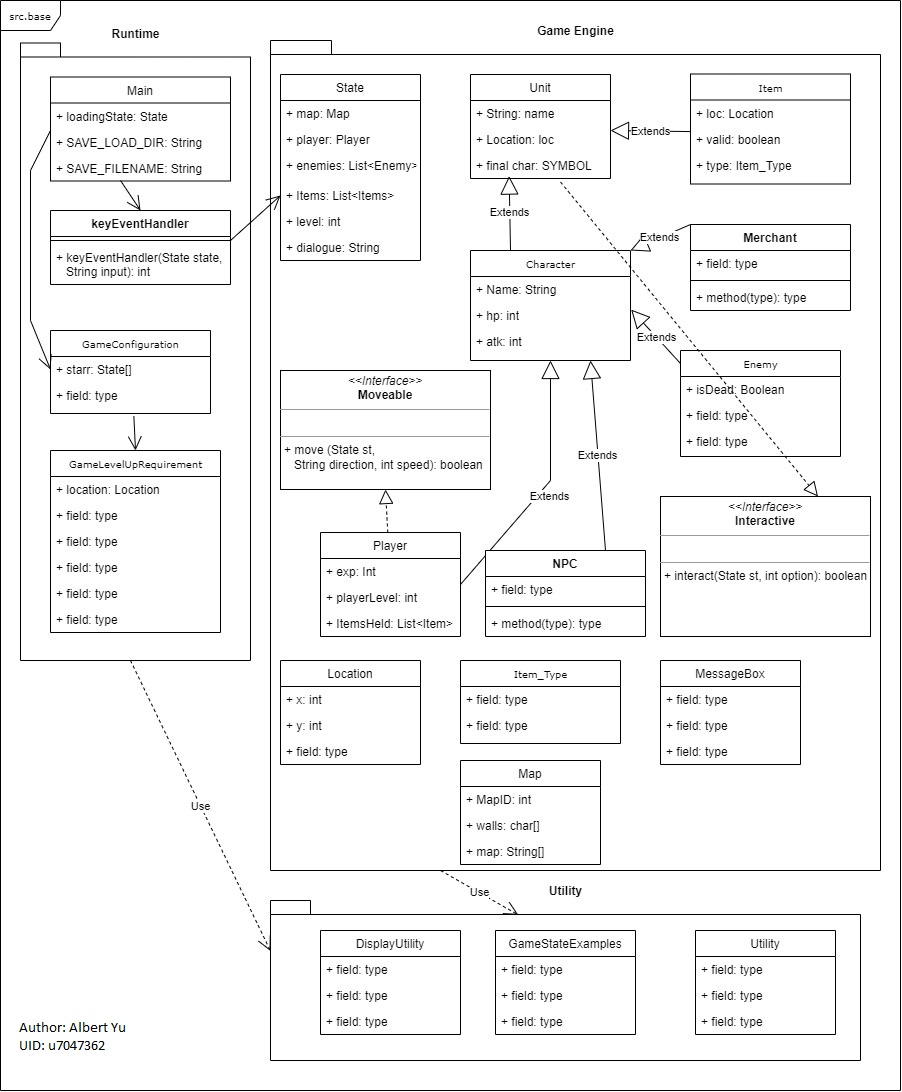 src.base
Runtime
Main
+ loadingState: State
+ SAVE_LOAD_DIR: String
+ SAVE_FILENAME: String
keyEventHandler
+ keyEventHandler(State state,
String input): int
GameConfiguration
+ starr: State[]
+ field: type
GameLevelUpRequirement
+ location: Location
+ field: type
+ field: type
+ field: type
+ field: type
+ field: type
Game Engine
State
+ map: Map
+ player: Player
+ enemies: List<Enemy>
+ Items: List<Items>
+ level: int
+ dialogue: String
Unit
+ String: name
+ Location: loc
+ final char: SYMBOL
Extends
Item
+ loc: Location
+ valid: boolean
+ type: Item_Type
Extends
Character
+ Name: String
+ hp: int
+ atk: int
Extends
Merchant
+ field: type
+ method(type): type
Extends
Enemy
+ isDead: Boolean
+ field: type
+ field: type
<<Interface>>
Moveable
+ move (State st,
String direction, int speed): boolean
Extends
Extends
<<Interface>>
Interactive
+ interact(State st, int option): boolean
Player
+ exp: Int
+ playerLevel: int
+ ItemsHeld: List<Item>
NPC
+ field: type
+ method(type): type
Location
+ x: int
+ y: int
+ field: type
Item_Type
+ field: type
+ field: type
MessageBox
+ field: type
+ field: type
+ field: type
Map
+ MapID: int
+ walls: char[]
+ map: String[]
Use
Use
Utility
DisplayUtility
+ field: type
+ field: type
+ field: type
GameStateExamples
+ field: type
+ field: type
+ field: type
Utility
+ field: type
+ field: type
+ field: type
Author: Albert Yu
UID: u7047362